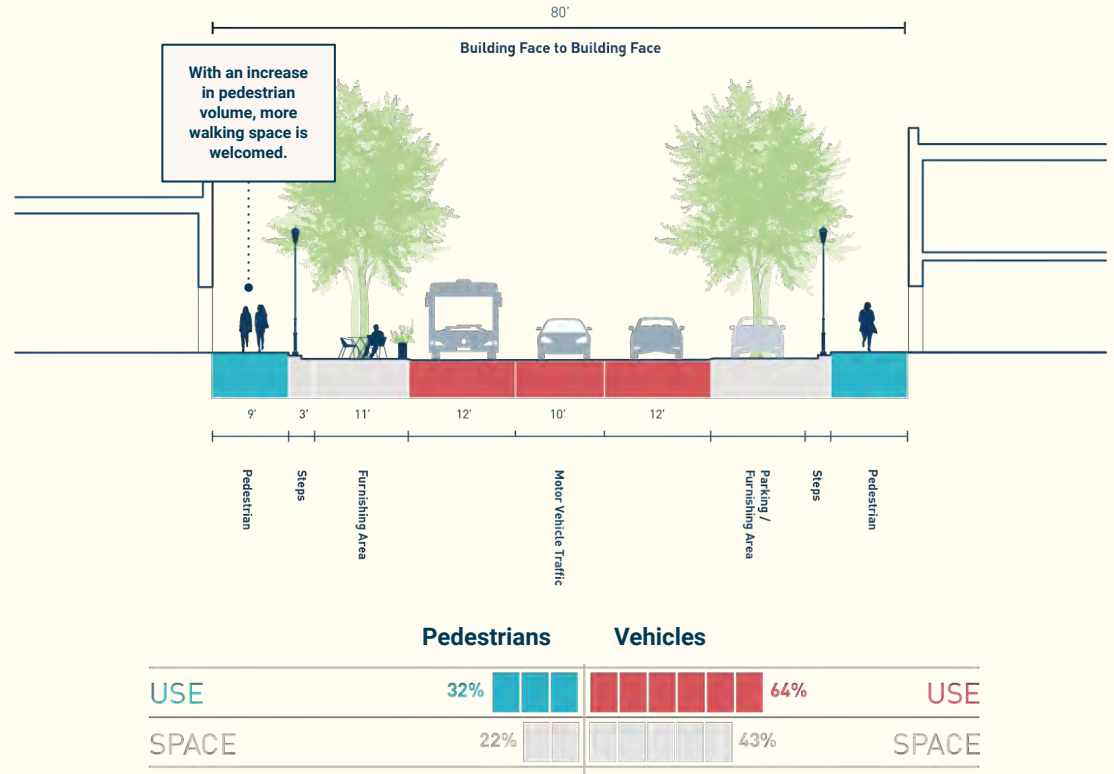 80'
Building Face to Building Face
With an increase
in pedestrian
volume, more
walking space is
welcomed.
9'
3'
11'
12'
10'
12'
Pedestrian
Steps
Furnishing Area
Motor Vehicle Traffic
Parking /
Furnishing Area
Steps
Pedestrian
Pedestrians Vehicles
USE 32% 64% USE
SPACE 22% 43% SPACE